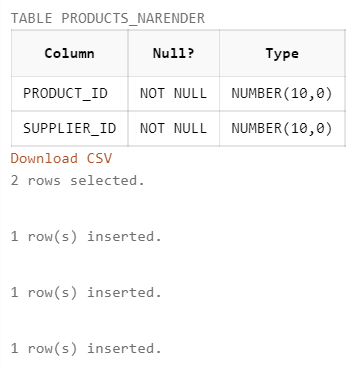 TABLE PRODUCTS_NARENDER
Column Null? Type
PRODUCT_ID NOT NULL NUMBER(10,0)
SUPPLIER_ID NOT NULL NUMBER(10,0)
Download CSV
2 rows selected.
1 row(s) inserted.
1 row(s) inserted.
1 row(s) inserted.